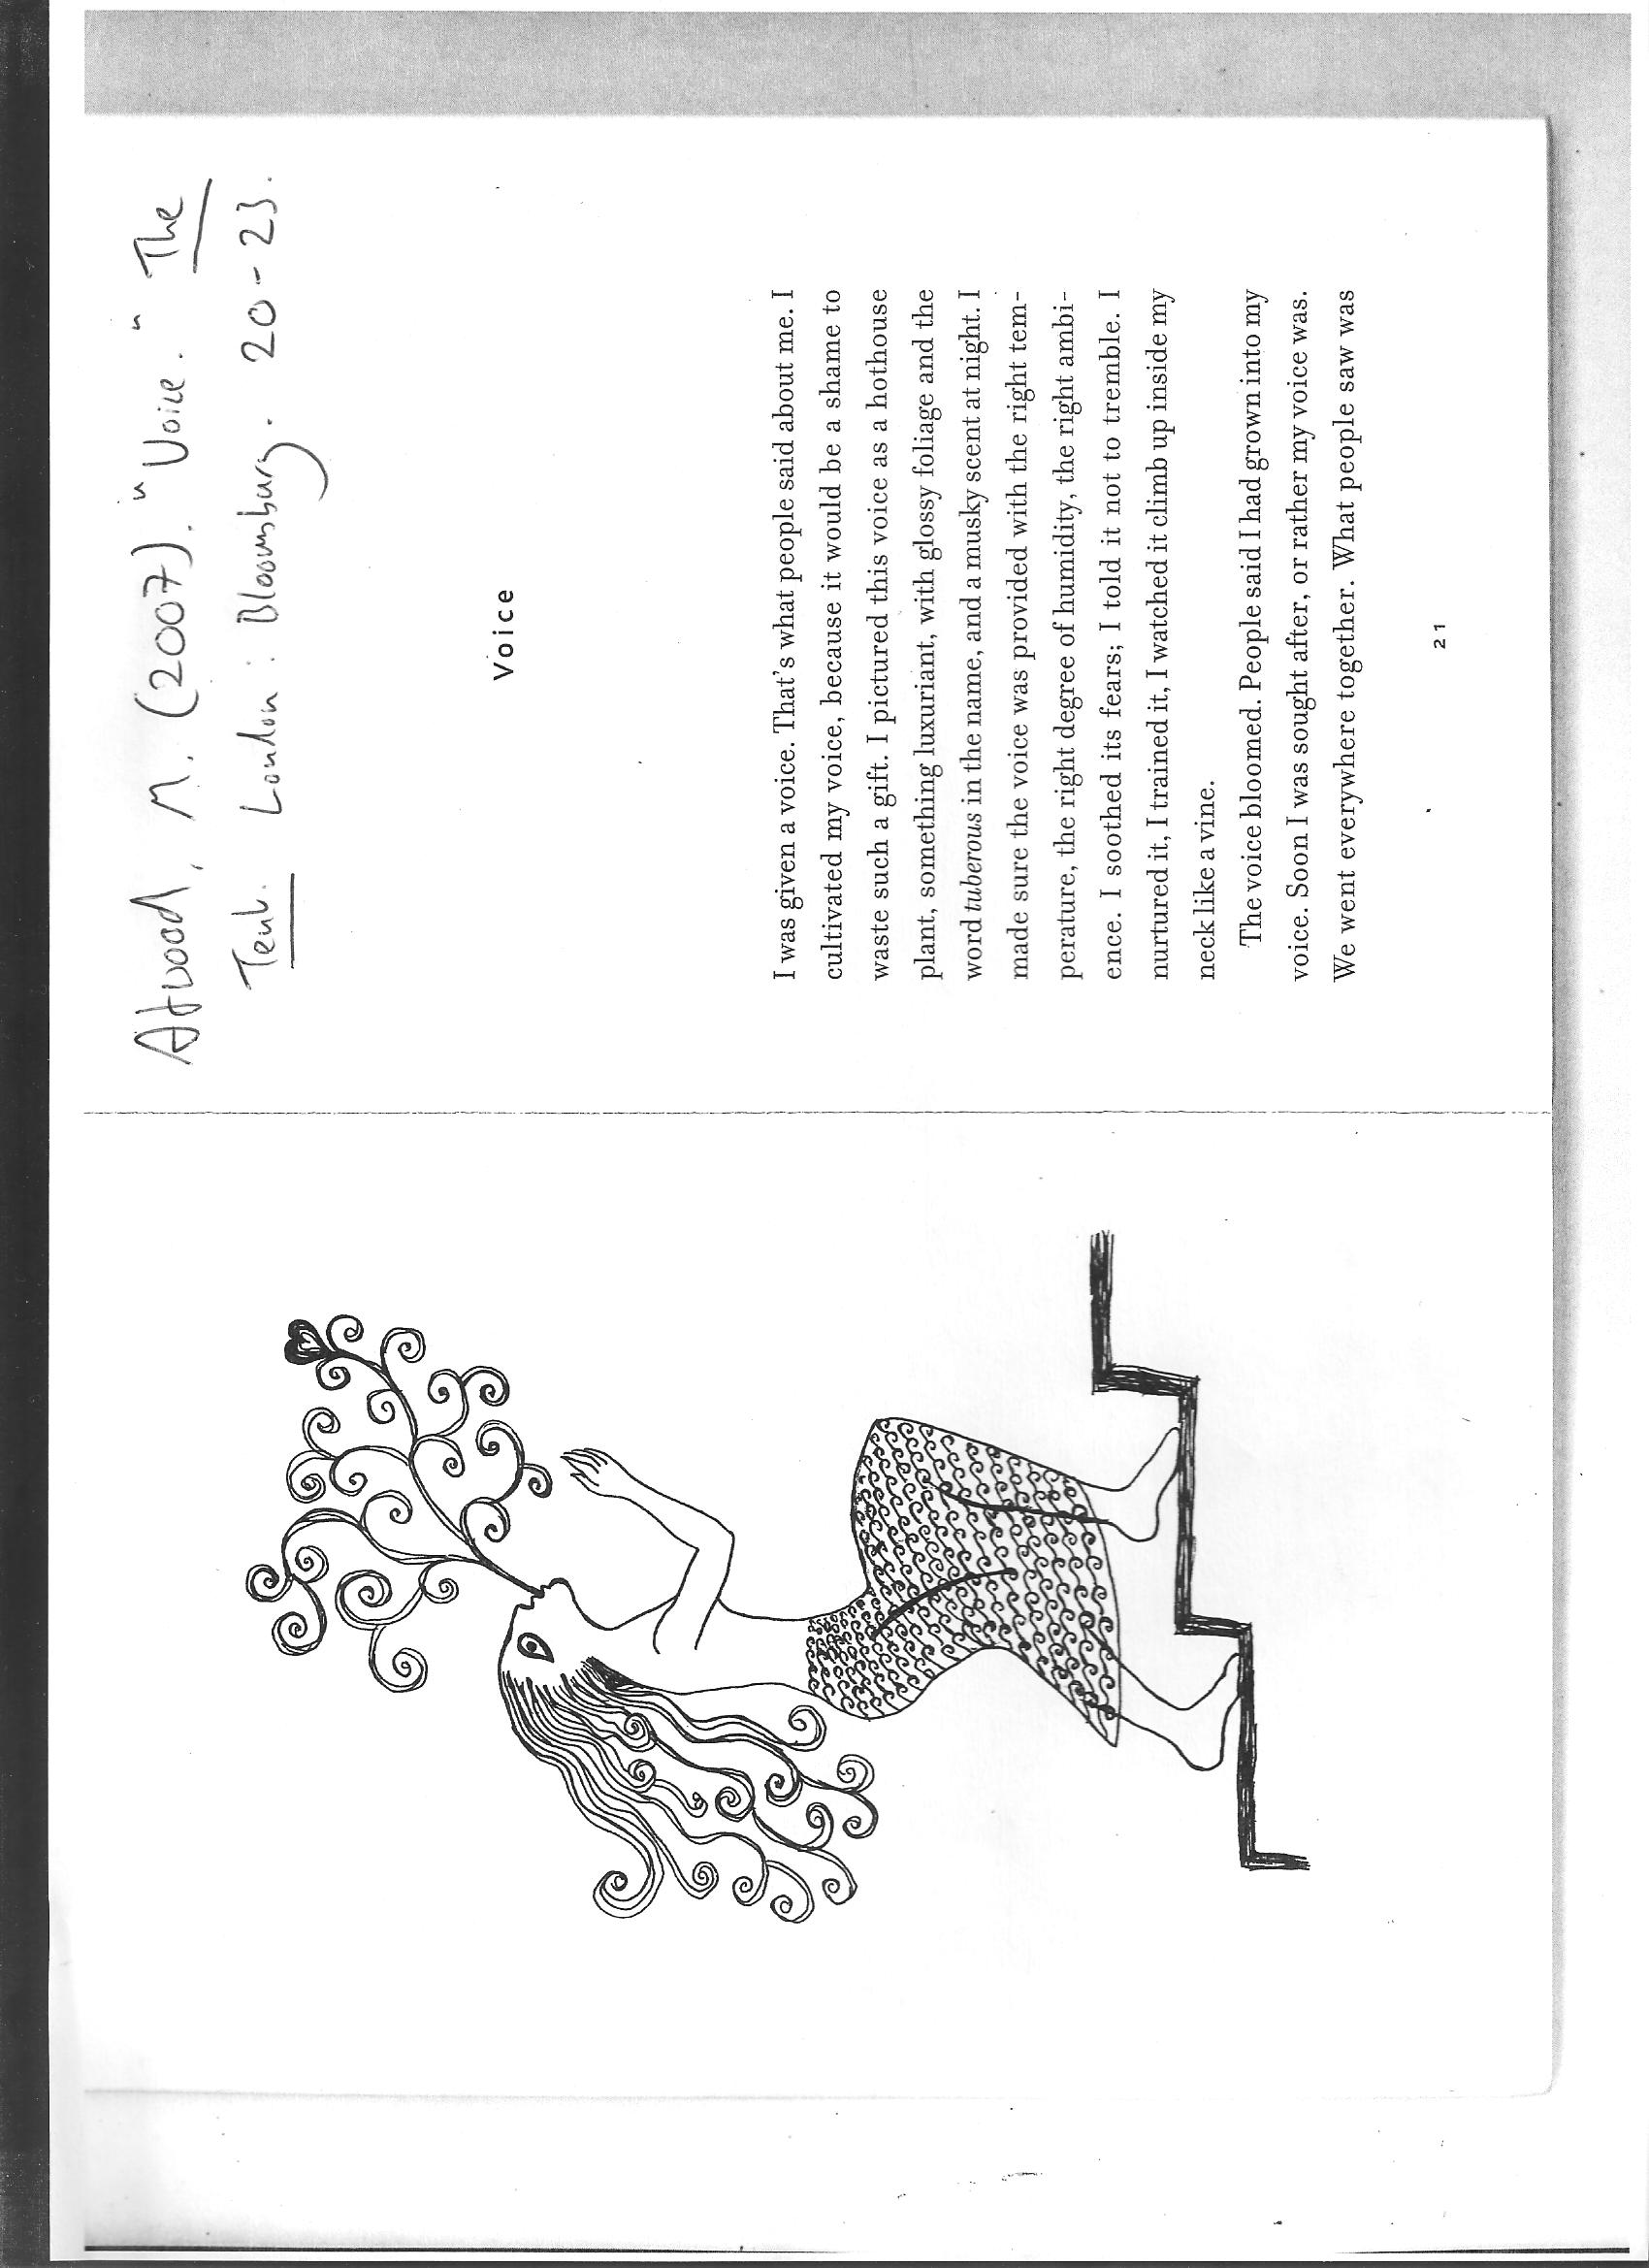 Atwood, M. (2007). "Voice." The
Tent. London: Bloomsbury. 20-23.
Voice
I was given a voice. That's what people said about me. I
cultivated my voice, because it would be a shame to
waste such a gift. I pictured this voice as a hothouse
plant, something luxuriant, with glossy foliage and the
word tuberous in the name, and a musky scent at night. I
made sure the voice was provided with the right tem-
perature, the right degree of humidity, the right ambi-
ence. I soothed its fears; I told it not to tremble. I
nurtured it, I trained it, I watched it climb up inside my
neck like a vine.
The voice bloomed. People said I had grown into my
voice. Soon I was sought after, or rather my voice was.
We went everywhere together. What people saw was
21